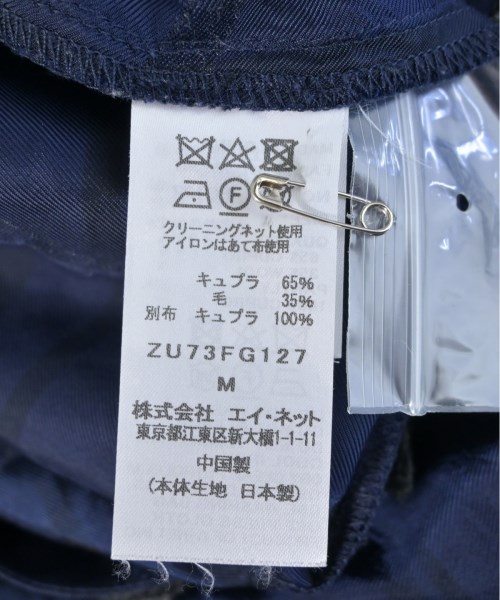 F
クリーニングネット使用
アイロンはあて布使用
キュプラ 65%
毛 35%
別布 キュプラ 100%
ZU73FG127
M
株式会社 エイ・ネット
東京都江東区新大橋1-1-11
中国製
(本体生地 日本製)